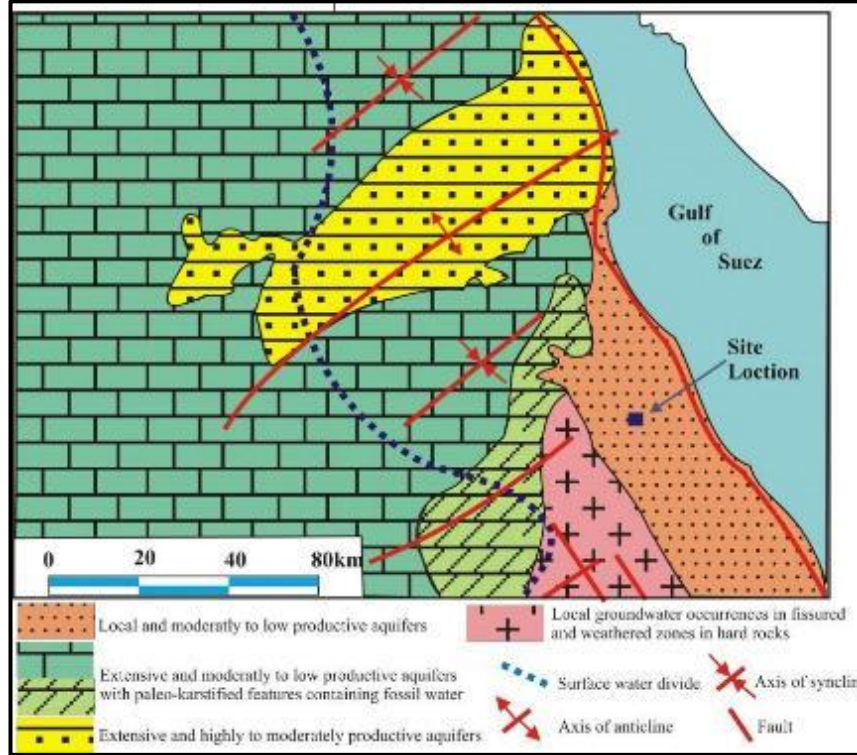 Gulf
of
Suez
Site
Loction
0 20 40 80km
Local and moderatly to low productive aquifers
Extensive and moderatly to low productive aquifers
with paleo-karstified features containing fossil water
Extensive and highly to moderately productive aquifers
Local groundwater occurrences in fissured
and weathered zones in hard rocks
Surface water divide
Axis of synclin
Axis of anticline
Fault